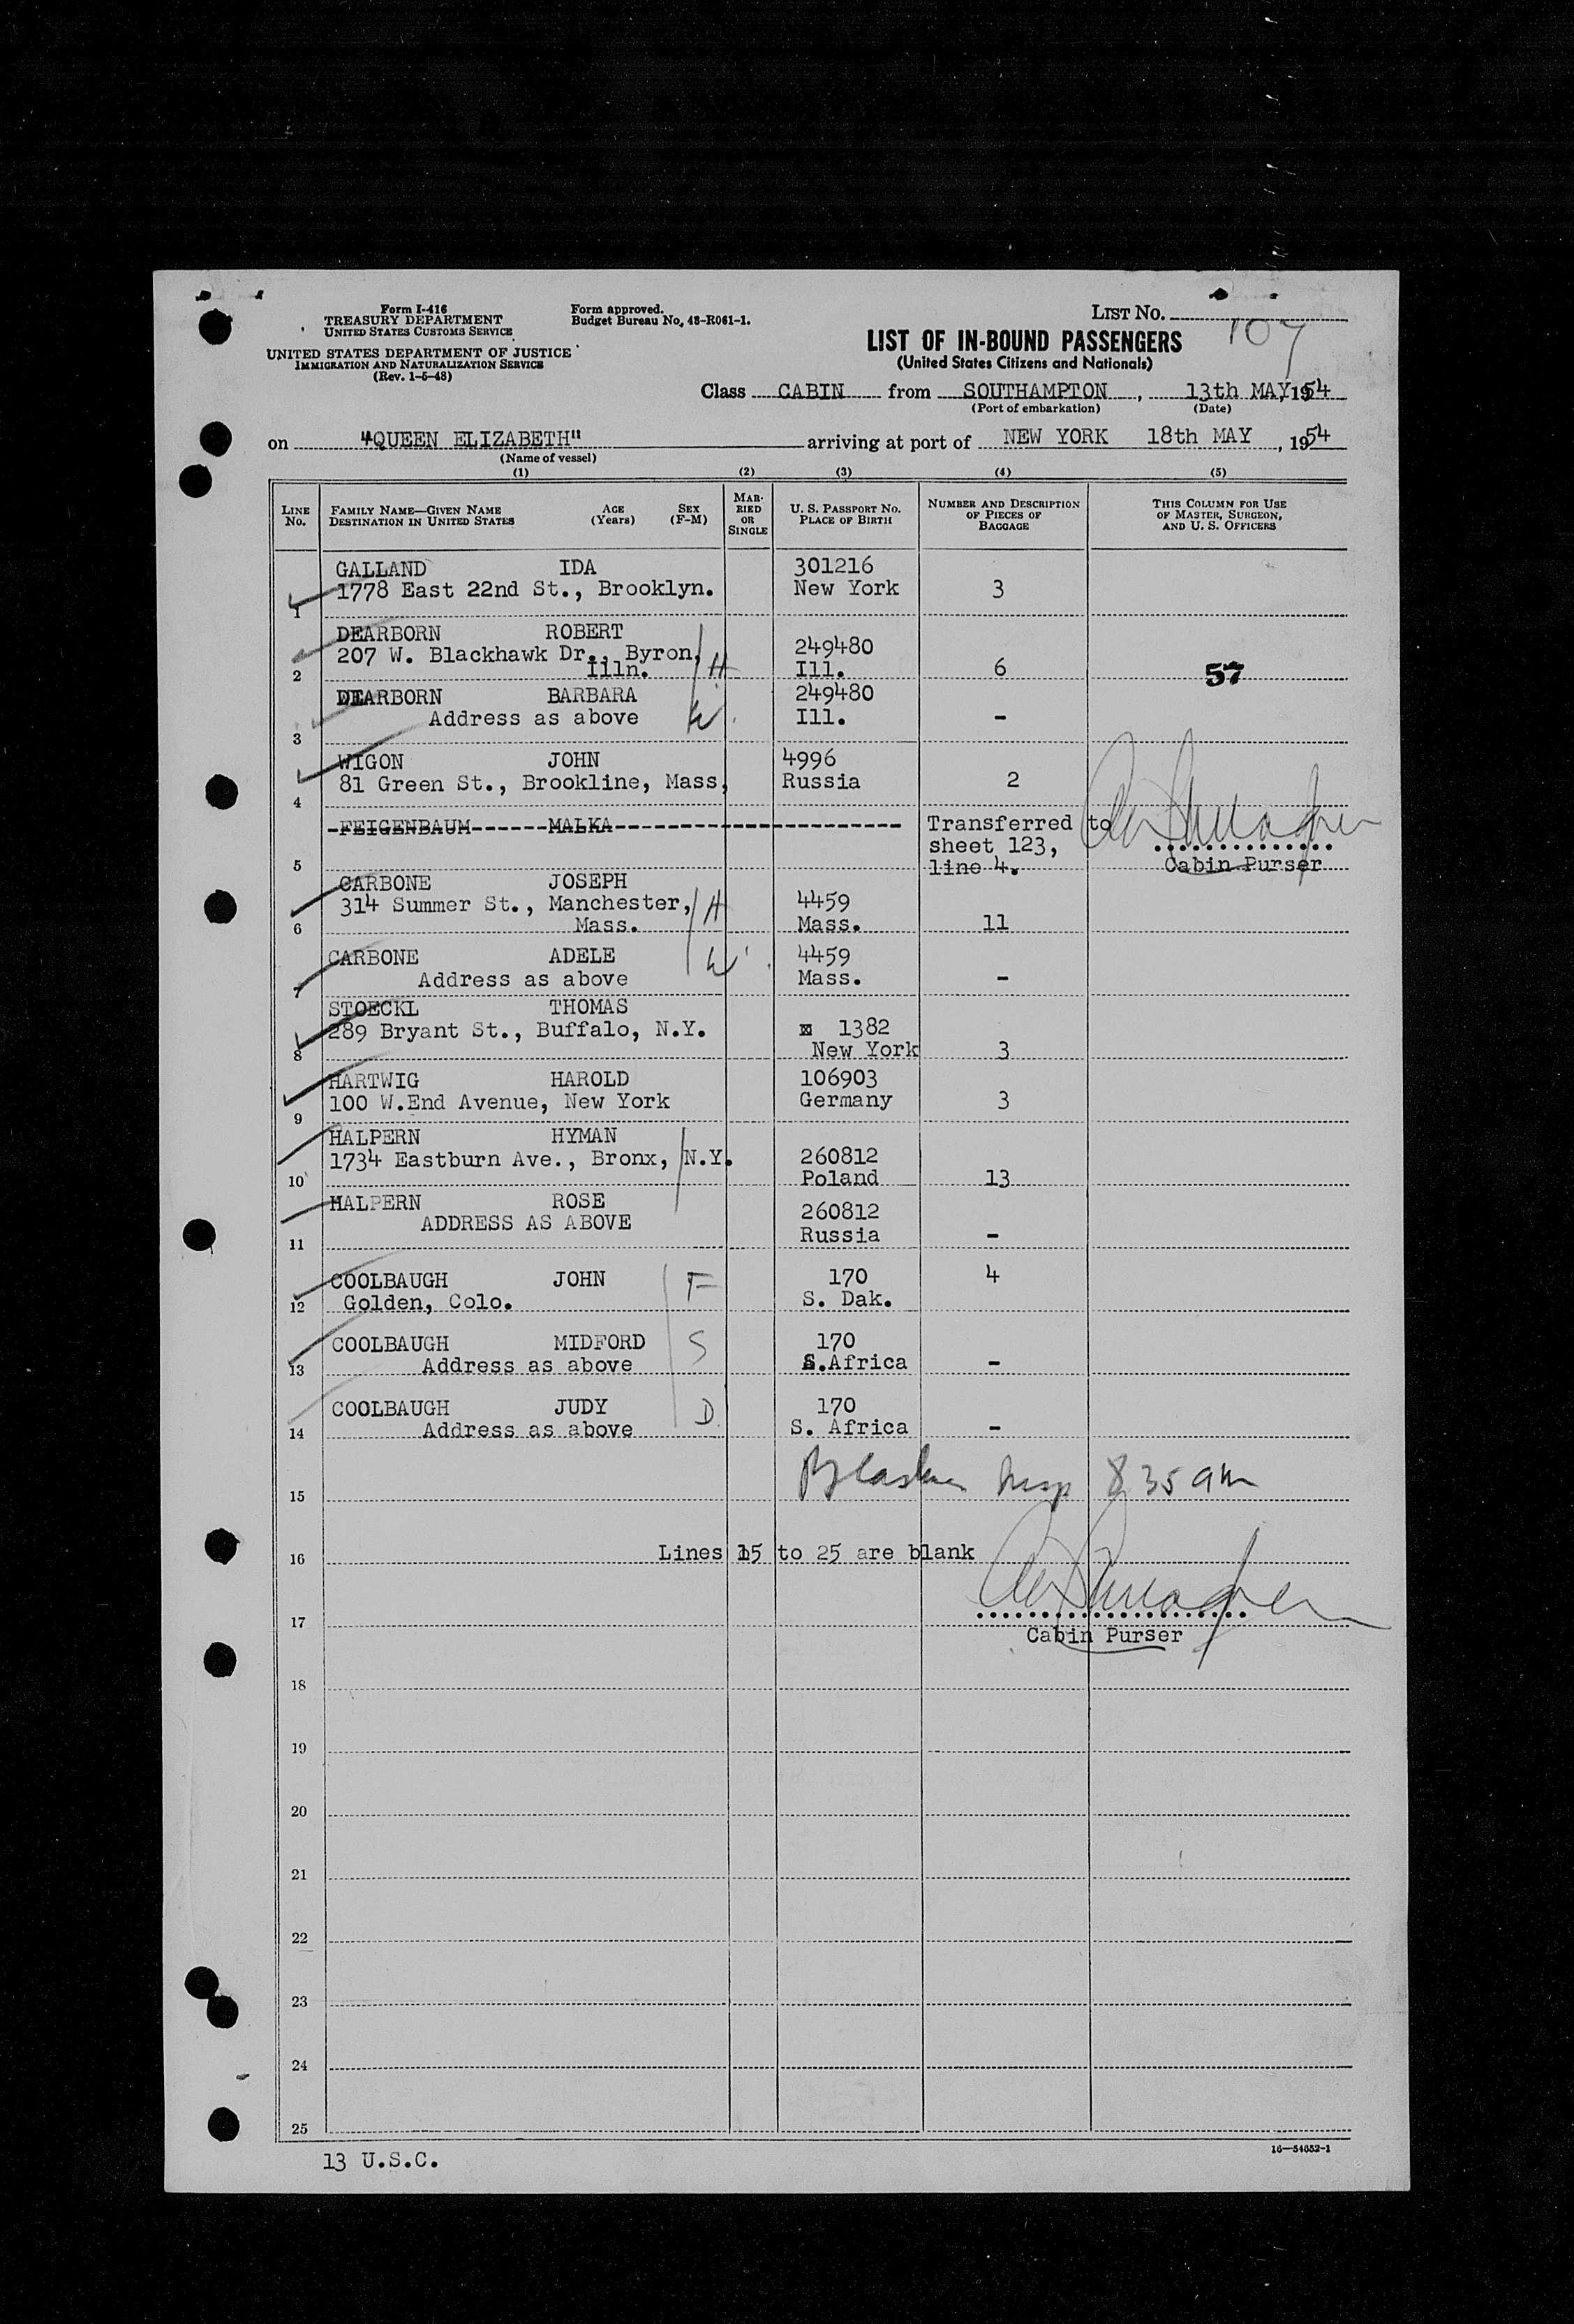 Form I-416
TREASURY DEPARTMENT
UNITED STATES CUSTOMS SERVICE
UNITED STATES DEPARTMENT OF JUSTICE
IMMIGRATION AND NATURALIZATION SERVICE
(Rev. 1-5-48)
Form approved.
Budget Bureau No. 43-R061-1.
LIST NO.
107
LIST OF IN-BOUND PASSENGERS
(United States Citizens and Nationals)
Class CABIN from SOUTHAMPTON, 13th MAY, 1954
(Port of embarkation) (Date)
on "QUEEN ELIZABETH" arriving at port of NEW YORK 18th MAY, 1954
(Name of vessel)
(1) (2) (3) (4) (5)
LINE NO. FAMILY NAME—GIVEN NAME DESTINATION IN UNITED STATES AGE (Years) SEX (F-M) MARRIED OR SINGLE U. S. PASSPORT NO. PLACE OF BIRTH NUMBER AND DESCRIPTION OF PIECES OF BAGGAGE THIS COLUMN FOR USE OF MASTER, SURGEON, AND U. S. OFFICERS
GALLAND IDA 301216
1778 East 22nd St., Brooklyn. New York 3
1
DEARBORN ROBERT
207 W. Blackhawk Dr., Byron, 249480
2 Illn. H Ill. 6 57
DEARBORN BARBARA 249480
Address as above W Ill. -
3
WIGON JOHN 4996
81 Green St., Brookline, Mass, Russia 2
4
-FEIGENBAUM------MALKA- Transferred to
sheet 123,
5 line 4. Cabin Purser
CARBONE JOSEPH
314 Summer St., Manchester, H 4459
6 Mass. Mass. 11
CARBONE ADELE W 4459
7 Address as above Mass. -
STOECKL THOMAS
289 Bryant St., Buffalo, N.Y. x 1382
8 New York 3
HARTWIG HAROLD 106903
100 W.End Avenue, New York Germany 3
9
HALPERN HYMAN
1734 Eastburn Ave., Bronx, N.Y. 260812
10 Poland 13
HALPERN ROSE 260812
ADDRESS AS ABOVE Russia -
11
COOLBAUGH JOHN F 170 4
12 Golden, Colo. S. Dak.
COOLBAUGH MIDFORD S 170
13 Address as above S.Africa -
COOLBAUGH JUDY D 170
14 Address as above S. Africa -
15 8 35 am
16 Lines 15 to 25 are blank
17
Cabin Purser
18
19
20
21
22
23
24
25
13 U.S.C.
16—54652-1